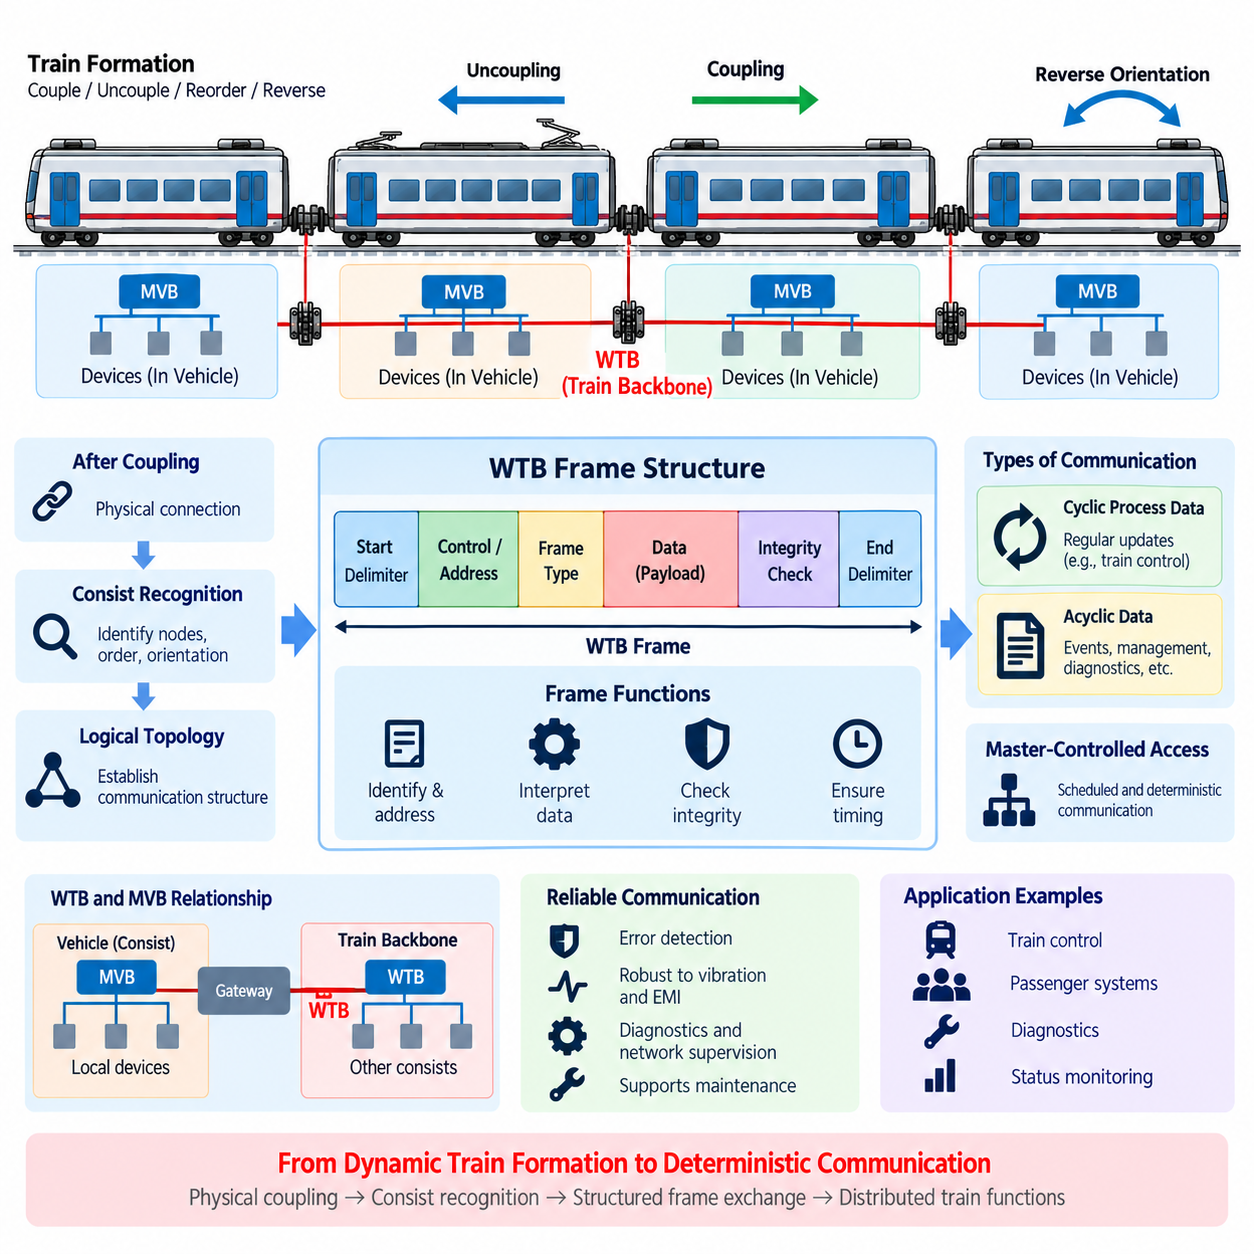 Train Formation
Couple / Uncouple / Reorder / Reverse
Uncoupling
Coupling
Reverse Orientation
MVB
Devices (In Vehicle)
MVB
Devices (In Vehicle)
WTB
(Train Backbone)
MVB
Devices (In Vehicle)
MVB
Devices (In Vehicle)
After Coupling
Physical connection
Consist Recognition
Identify nodes,
order, orientation
Logical Topology
Establish
communication structure
WTB Frame Structure
Start
Delimiter
Control /
Address
Frame
Type
Data
(Payload)
Integrity
Check
End
Delimiter
WTB Frame
Frame Functions
Identify &
address
Interpret
data
Check
integrity
Ensure
timing
Types of Communication
Cyclic Process Data
Regular updates
(e.g., train control)
Acyclic Data
Events, management,
diagnostics, etc.
Master-Controlled Access
Scheduled and deterministic
communication
WTB and MVB Relationship
Vehicle (Consist)
MVB
Local devices
Gateway
WTB
Train Backbone
WTB
Other consists
Reliable Communication
Error detection
Robust to vibration
and EMI
Diagnostics and
network supervision
Supports maintenance
Application Examples
Train control
Passenger systems
Diagnostics
Status monitoring
From Dynamic Train Formation to Deterministic Communication
Physical coupling → Consist recognition → Structured frame exchange → Distributed train functions